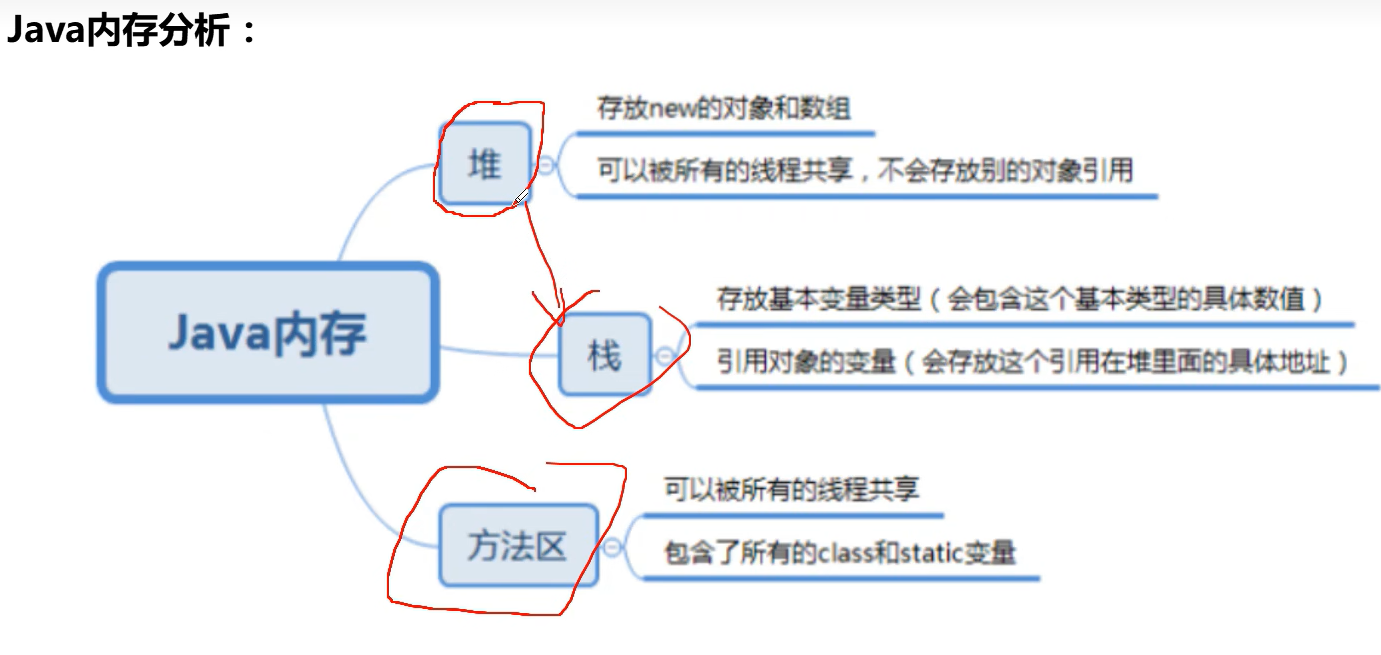 Java内存分析：
堆
存放new的对象和数组
可以被所有的线程共享，不会存放别的对象引用
Java内存
栈
存放基本变量类型（会包含这个基本类型的具体数值）
引用对象的变量（会存放这个引用在堆里面的具体地址）
方法区
可以被所有的线程共享
包含了所有的class和static变量